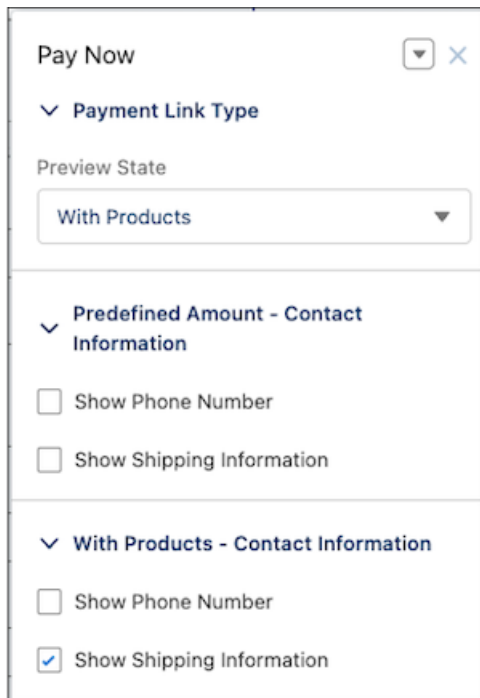 Pay Now
Payment Link Type
Preview State
With Products
Predefined Amount - Contact
Information
Show Phone Number
Show Shipping Information
With Products - Contact Information
Show Phone Number
Show Shipping Information